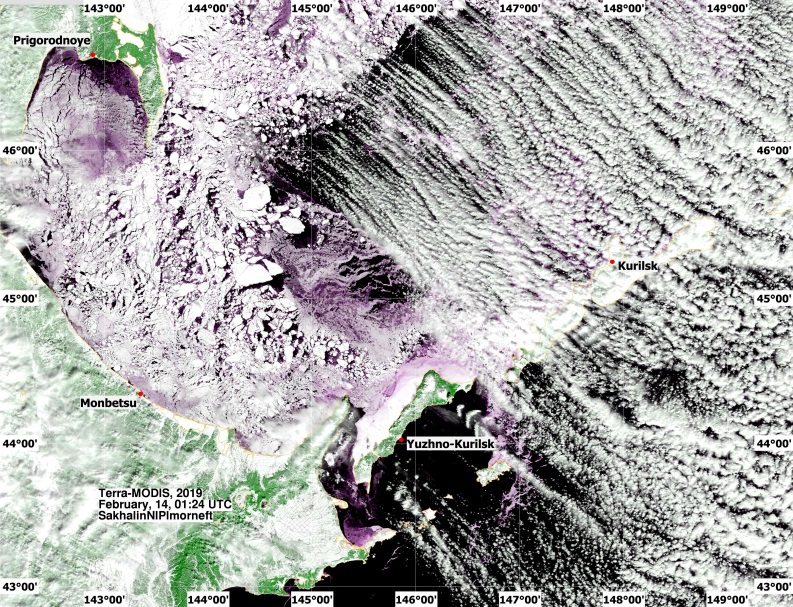 143°00' 144°00' 145°00' 146°00' 147°00' 148°00' 149°00'
Prigorodnoye
46°00' 46°00'
Kurilsk
45°00' 45°00'
Monbetsu
44°00' Yuzhno-Kurilsk 44°00'
Terra-MODIS, 2019
February, 14, 01:24 UTC
SakhalinNIPImorneft
43°00' 43°00'
143°00' 144°00' 145°00' 146°00' 147°00' 148°00' 149°00'